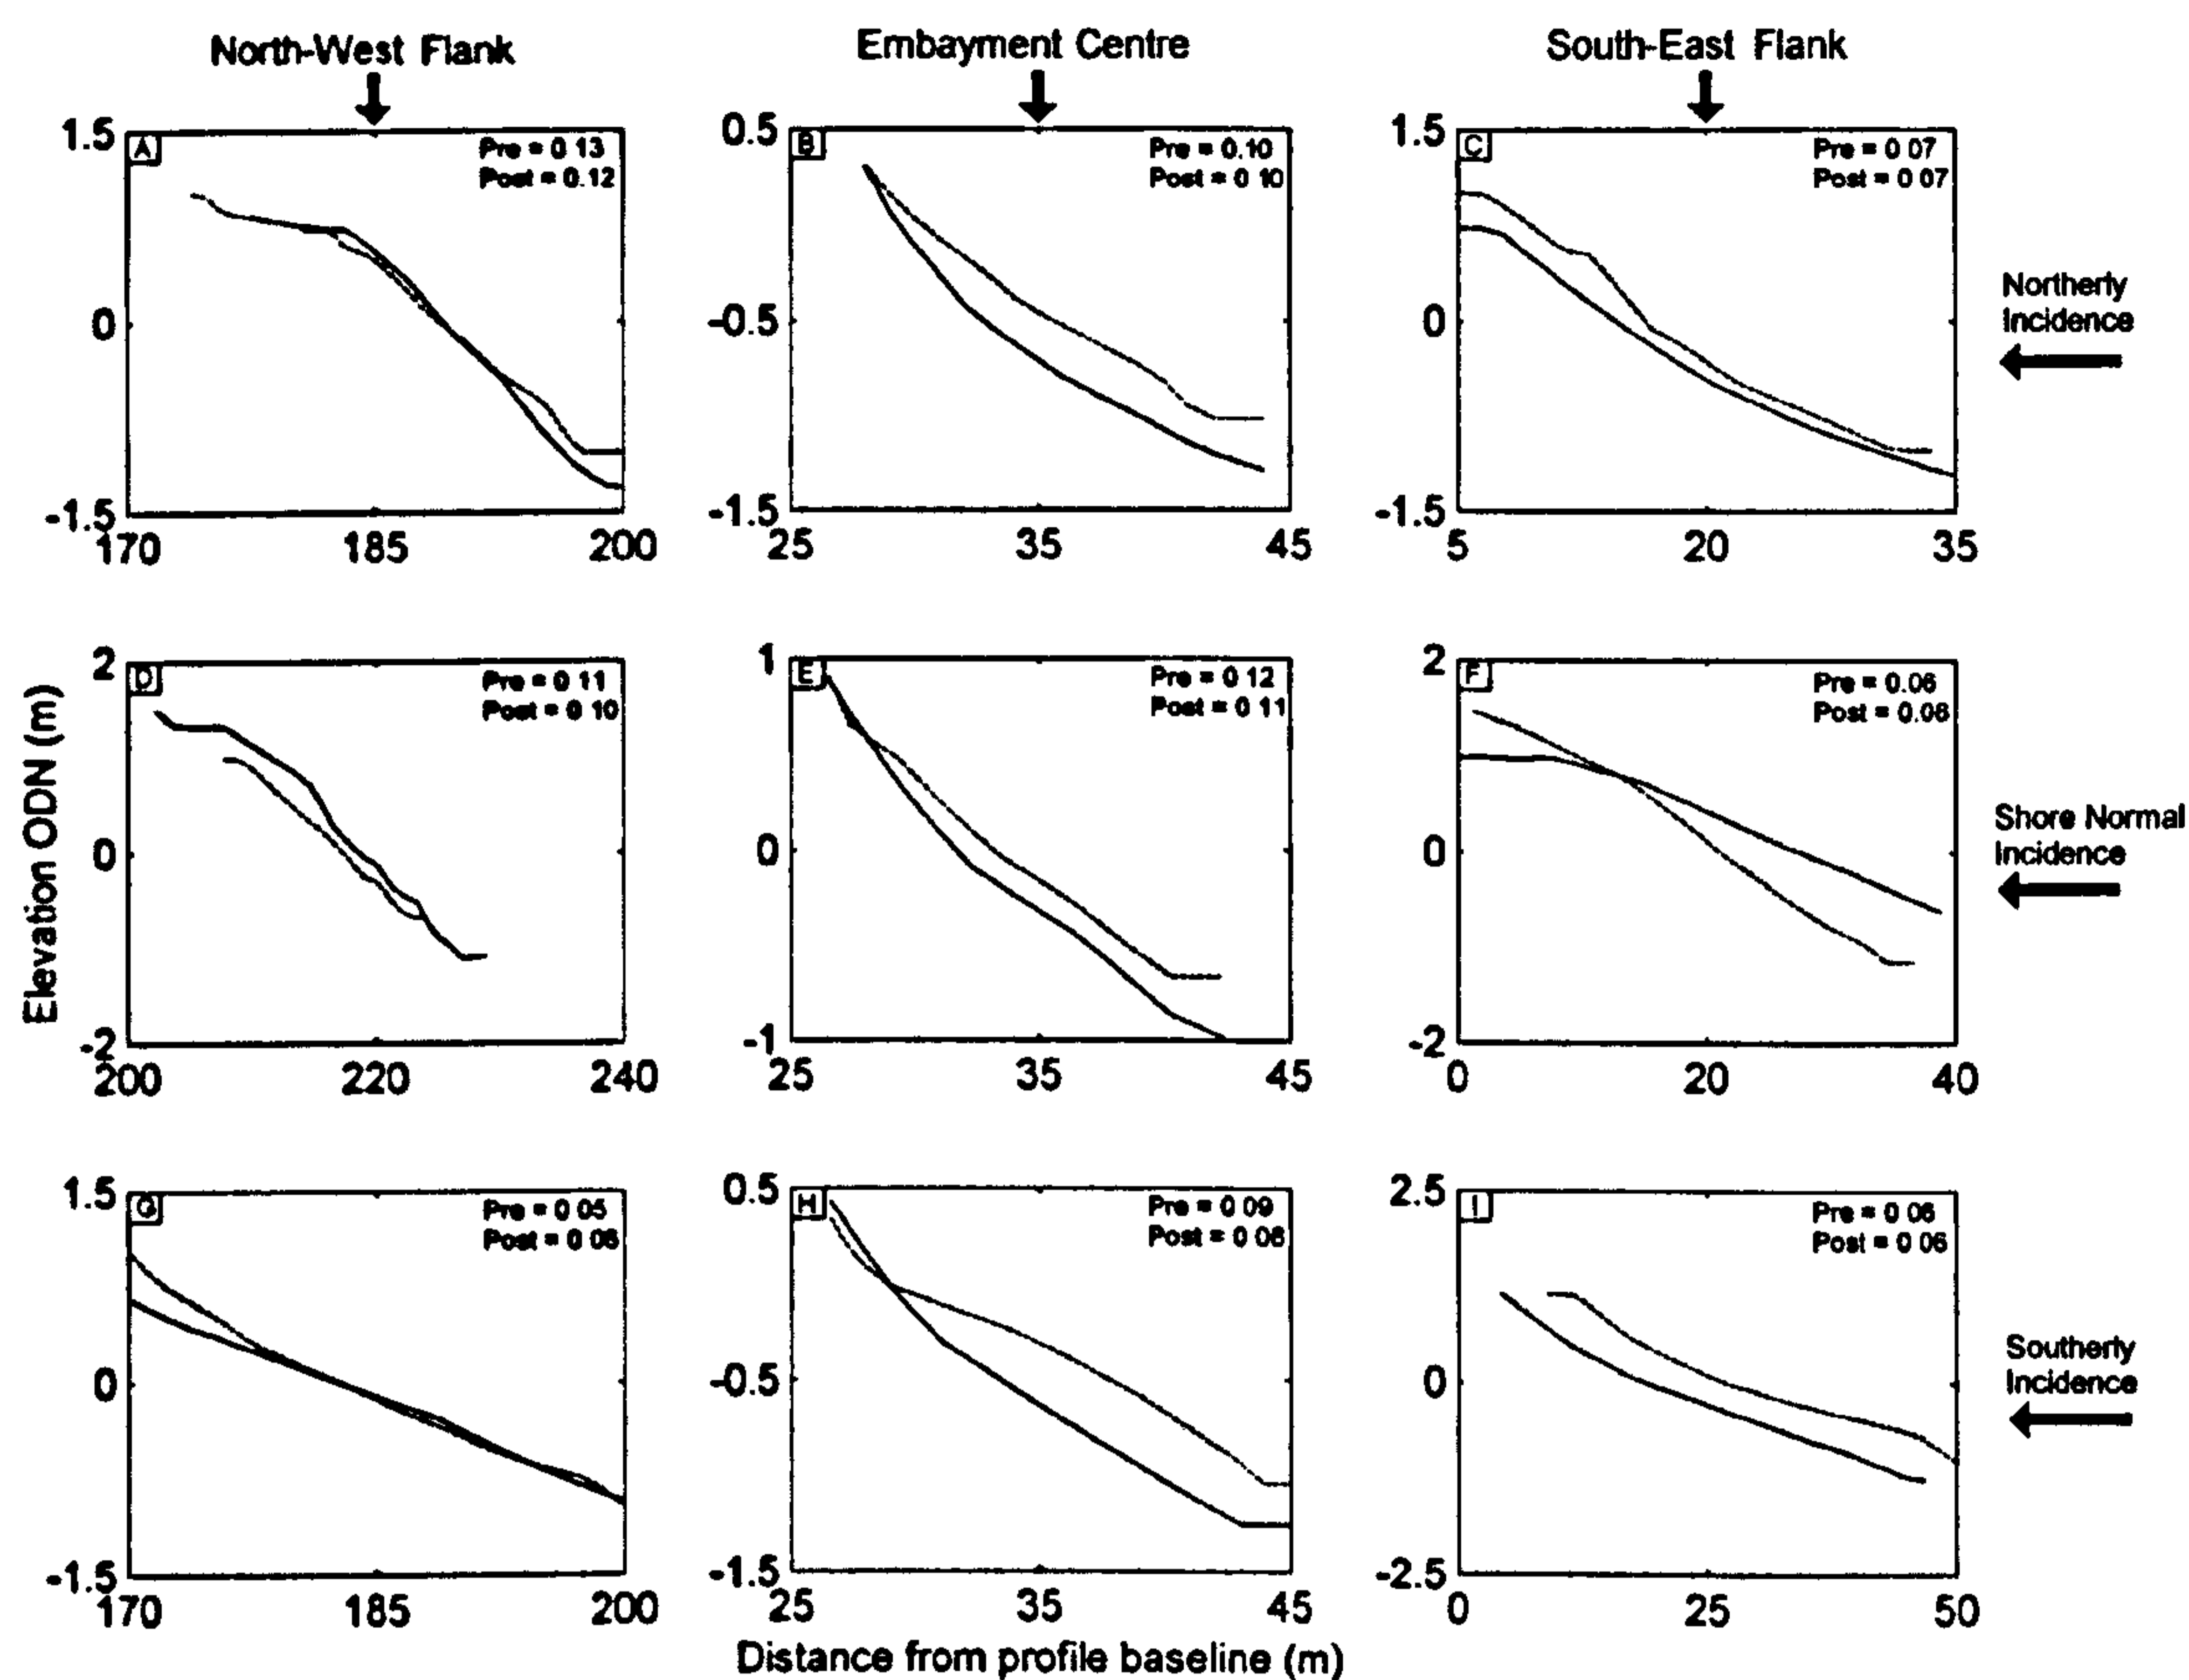 North-West Flank
Embayment Centre
South-East Flank
1.5
0
-1.5
170
185
200
A
Pre = 0 13
Post = 0.12
0.5
-0.5
-1.5
25
35
45
B
Pre = 0.10
Post = 0 10
1.5
0
-1.5
5
20
35
C
Pre = 0 07
Post = 0 07
Northerly
Incidence
Elevation ODN (m)
2
0
-2
200
220
240
D
Pre = 0 11
Post = 0 10
1
0
-1
25
35
45
E
Pre = 0 12
Post = 0 11
2
0
-2
0
20
40
F
Pre = 0.06
Post = 0.08
Shore Normal
Incidence
1.5
0
-1.5
170
185
200
G
Pre = 0 05
Post = 0 06
0.5
-0.5
-1.5
25
35
45
H
Pre = 0 09
Post = 0 08
2.5
0
-2.5
0
25
50
I
Pre = 0 06
Post = 0 06
Southerly
Incidence
Distance from profile baseline (m)